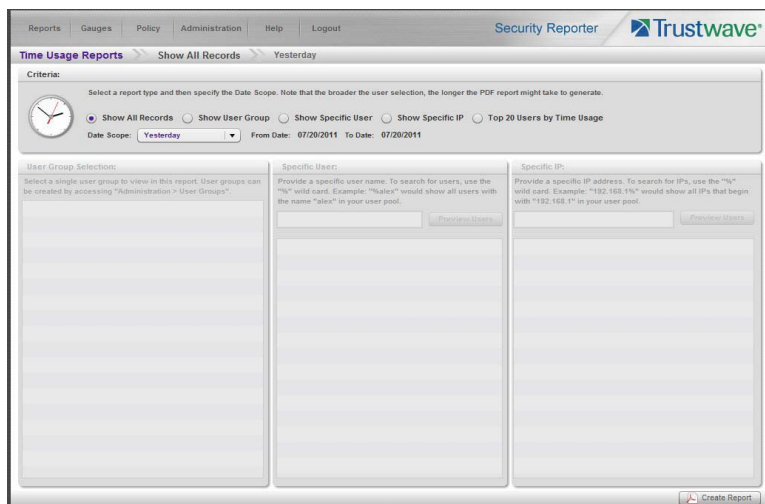 Reports Gauges Policy Administration Help Logout
Security Reporter Trustwave®
Time Usage Reports Show All Records Yesterday
Criteria:
Select a report type and then specify the Date Scope. Note that the broader the user selection, the longer the PDF report might take to generate.
Show All Records Show User Group Show Specific User Show Specific IP Top 20 Users by Time Usage
Date Scope: Yesterday From Date: 07/20/2011 To Date: 07/20/2011
User Group Selection:
Select a single user group to view in this report. User groups can
be created by accessing "Administration > User Groups".
Specific User:
Provide a specific user name. To search for users, use the
"%" wild card. Example: "%alex" would show all users with
the name "alex" in your user pool.
Preview Users
Specific IP:
Provide a specific IP address. To search for IPs, use the "%"
wild card. Example: "192.168.1%" would show all IPs that begin
with "192.168.1" in your user pool.
Preview Users
Create Report